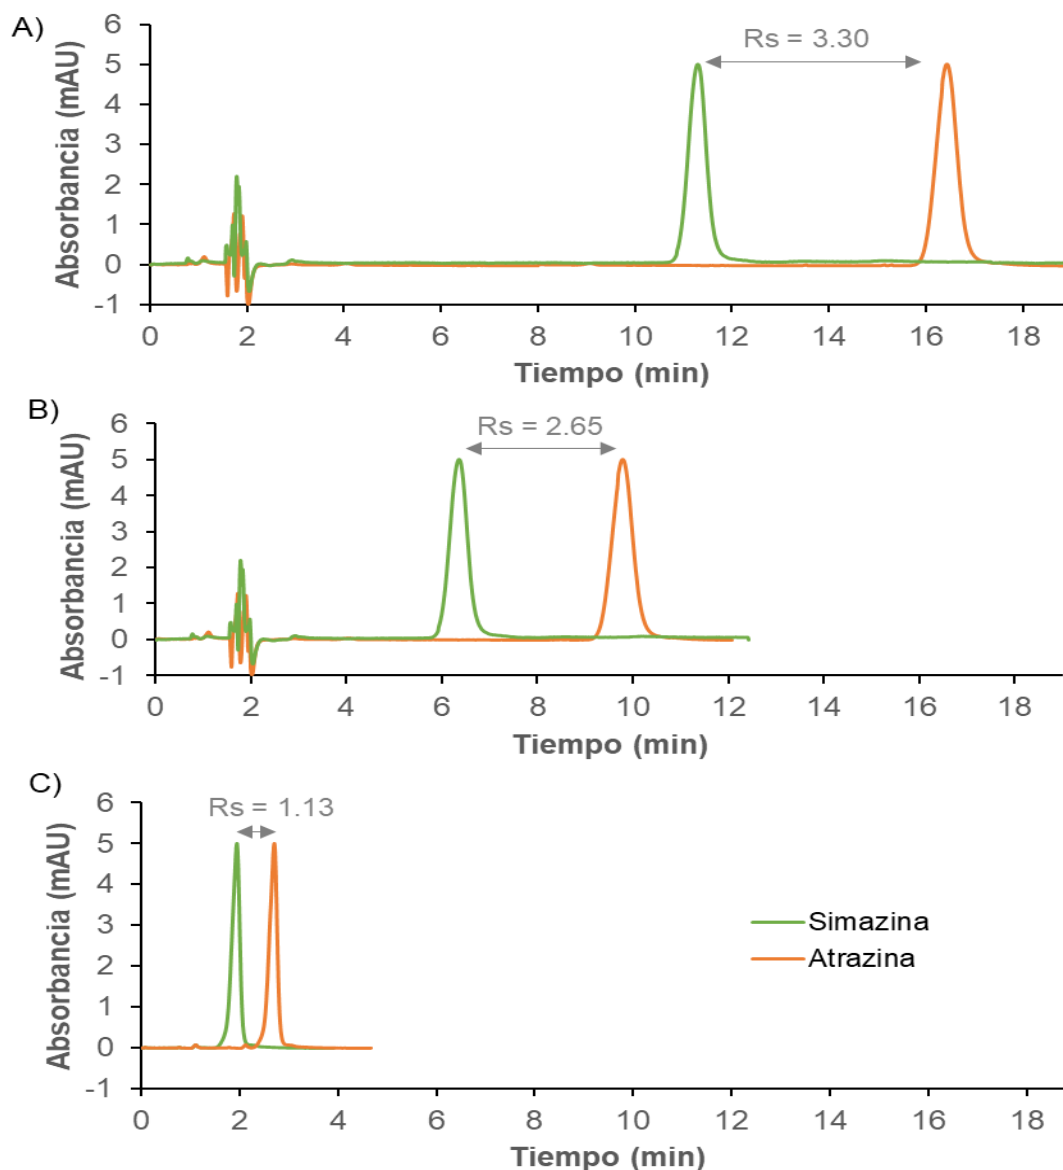 A)
Rs = 3.30
Absorbancia (mAU)
6
5
4
3
2
1
0
-1
0 2 4 6 8 10 12 14 16 18
Tiempo (min)
B)
Rs = 2.65
Absorbancia (mAU)
6
5
4
3
2
1
0
-1
0 2 4 6 8 10 12 14 16 18
Tiempo (min)
C)
Rs = 1.13
Absorbancia (mAU)
6
5
4
3
2
1
0
-1
Simazina
Atrazina
0 2 4 6 8 10 12 14 16 18
Tiempo (min)